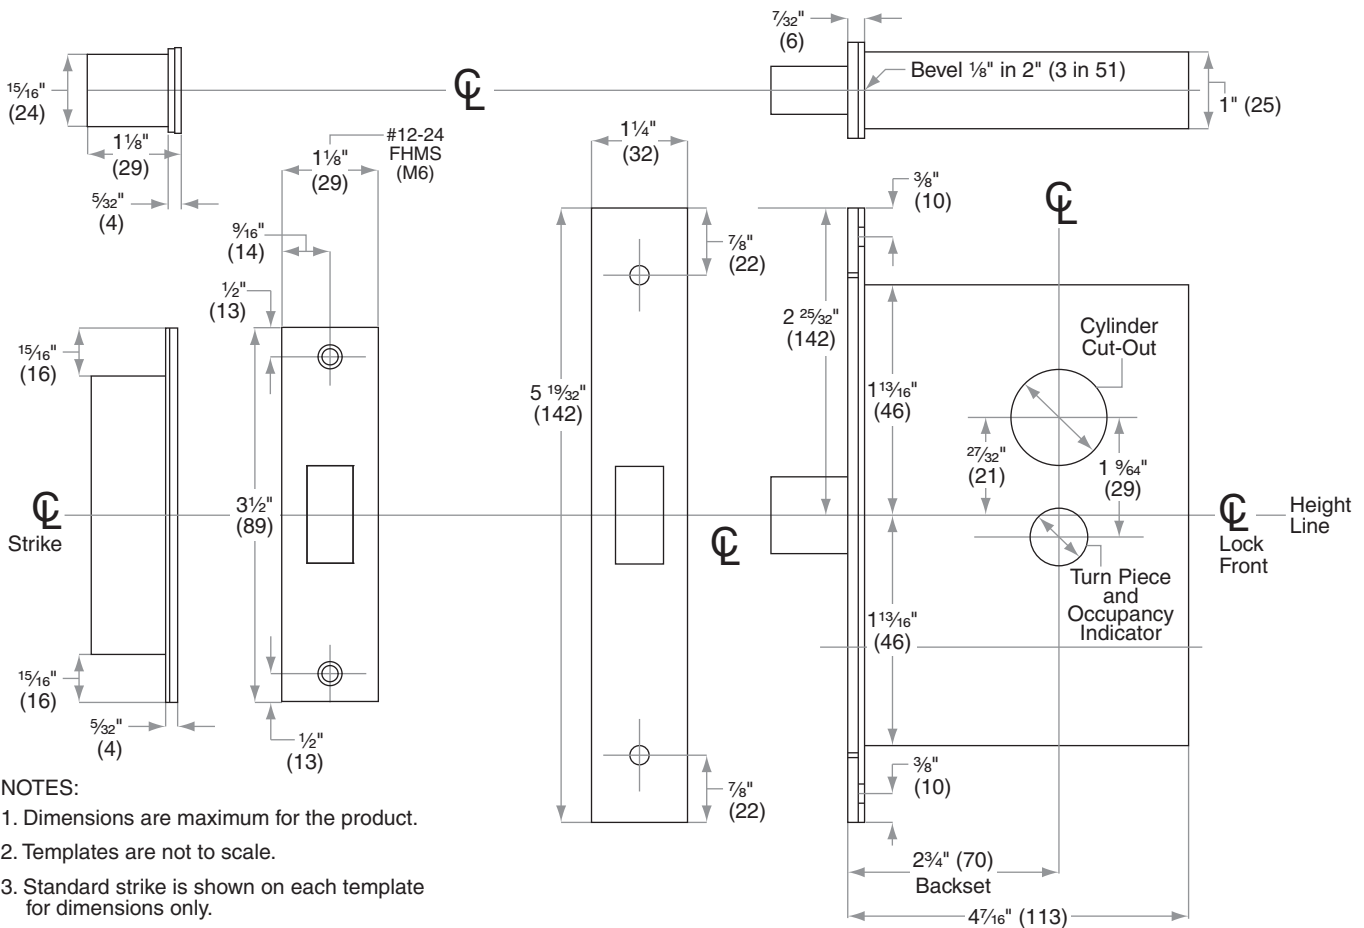 7/32"
(6)
Bevel 1/8" in 2" (3 in 51)
15/16"
(24)
℄
1" (25)
1 1/8"
(29)
#12-24
FHMS
(M6)
1 1/8"
(29)
1 1/4"
(32)
5/32"
(4)
3/8"
(10)
℄
9/16"
(14)
7/8"
(22)
1/2"
(13)
2 25/32"
(142)
Cylinder
Cut-Out
15/16"
(16)
5 19/32"
(142)
1 13/16"
(46)
27/32"
(21)
1 9/64"
(29)
℄
Strike
3 1/2"
(89)
℄
℄
Lock
Front
Height
Line
Turn Piece
and
Occupancy
Indicator
1 13/16"
(46)
15/16"
(16)
5/32"
(4)
1/2"
(13)
3/8"
(10)
7/8"
(22)
NOTES:
1. Dimensions are maximum for the product.
2. Templates are not to scale.
3. Standard strike is shown on each template
for dimensions only.
2 3/4" (70)
Backset
4 7/16" (113)